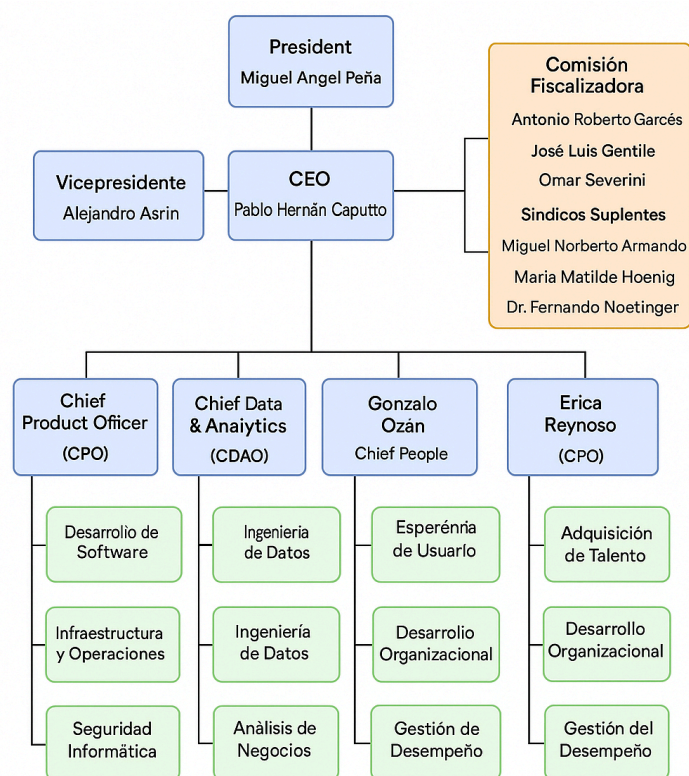 President
Miguel Angel Peña
Comisión
Fiscalizadora
Antonio Roberto Garcés
José Luis Gentile
Omar Severini
Sindicos Suplentes
Miguel Norberto Armando
Maria Matilde Hoenig
Dr. Fernando Noetinger
Vicepresidente
Alejandro Asrin
CEO
Pablo Hernán Caputto
Chief
Product Oficer
(CPO)
Chief Data
& Anaiytics
(CDAO)
Gonzalo
Ozán
Chief People
Erica
Reynoso
(CPO)
Desarrolio de
Software
Ingenieria
de Datos
Esperénria
de Usuarlo
Adquisición
de Talento
Infraestructura
y Operaciones
Ingeniería
de Datos
Desarrolio
Organizacional
Desarrollo
Organizacional
Seguridad
Informätica
Anàlisis de
Negocios
Gestión de
Desempeño
Gestión del
Desempeño